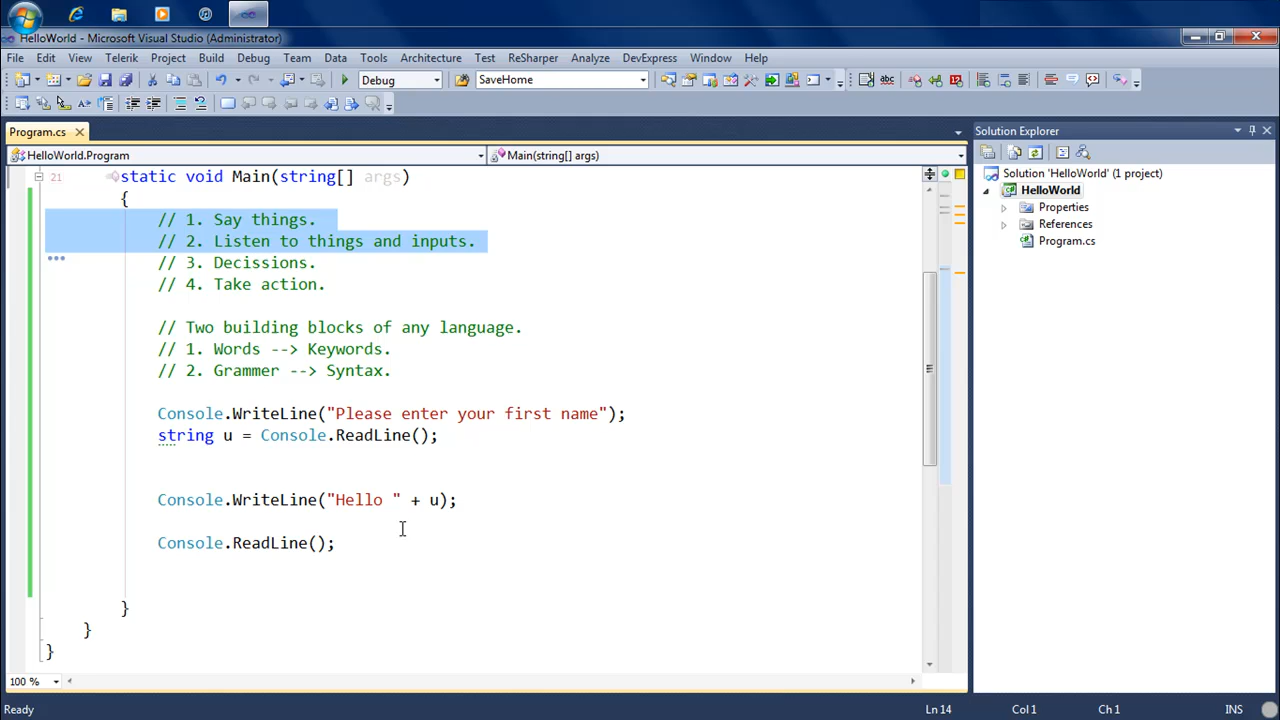 HelloWorld - Microsoft Visual Studio (Administrator)
File Edit View Telerik Project Build Debug Team Data Tools Architecture Test ReSharper Analyze DevExpress Window Help
Debug SaveHome
Program.cs
HelloWorld.Program Main(string[] args)
21 static void Main(string[] args)
{
// 1. Say things.
// 2. Listen to things and inputs.
// 3. Decissions.
// 4. Take action.
// Two building blocks of any language.
// 1. Words --> Keywords.
// 2. Grammer --> Syntax.
Console.WriteLine("Please enter your first name");
string u = Console.ReadLine();
Console.WriteLine("Hello " + u);
Console.ReadLine();
}
}
}
100 %
Solution Explorer
Solution 'HelloWorld' (1 project)
HelloWorld
Properties
References
Program.cs
Ready Ln 14 Col 1 Ch 1 INS